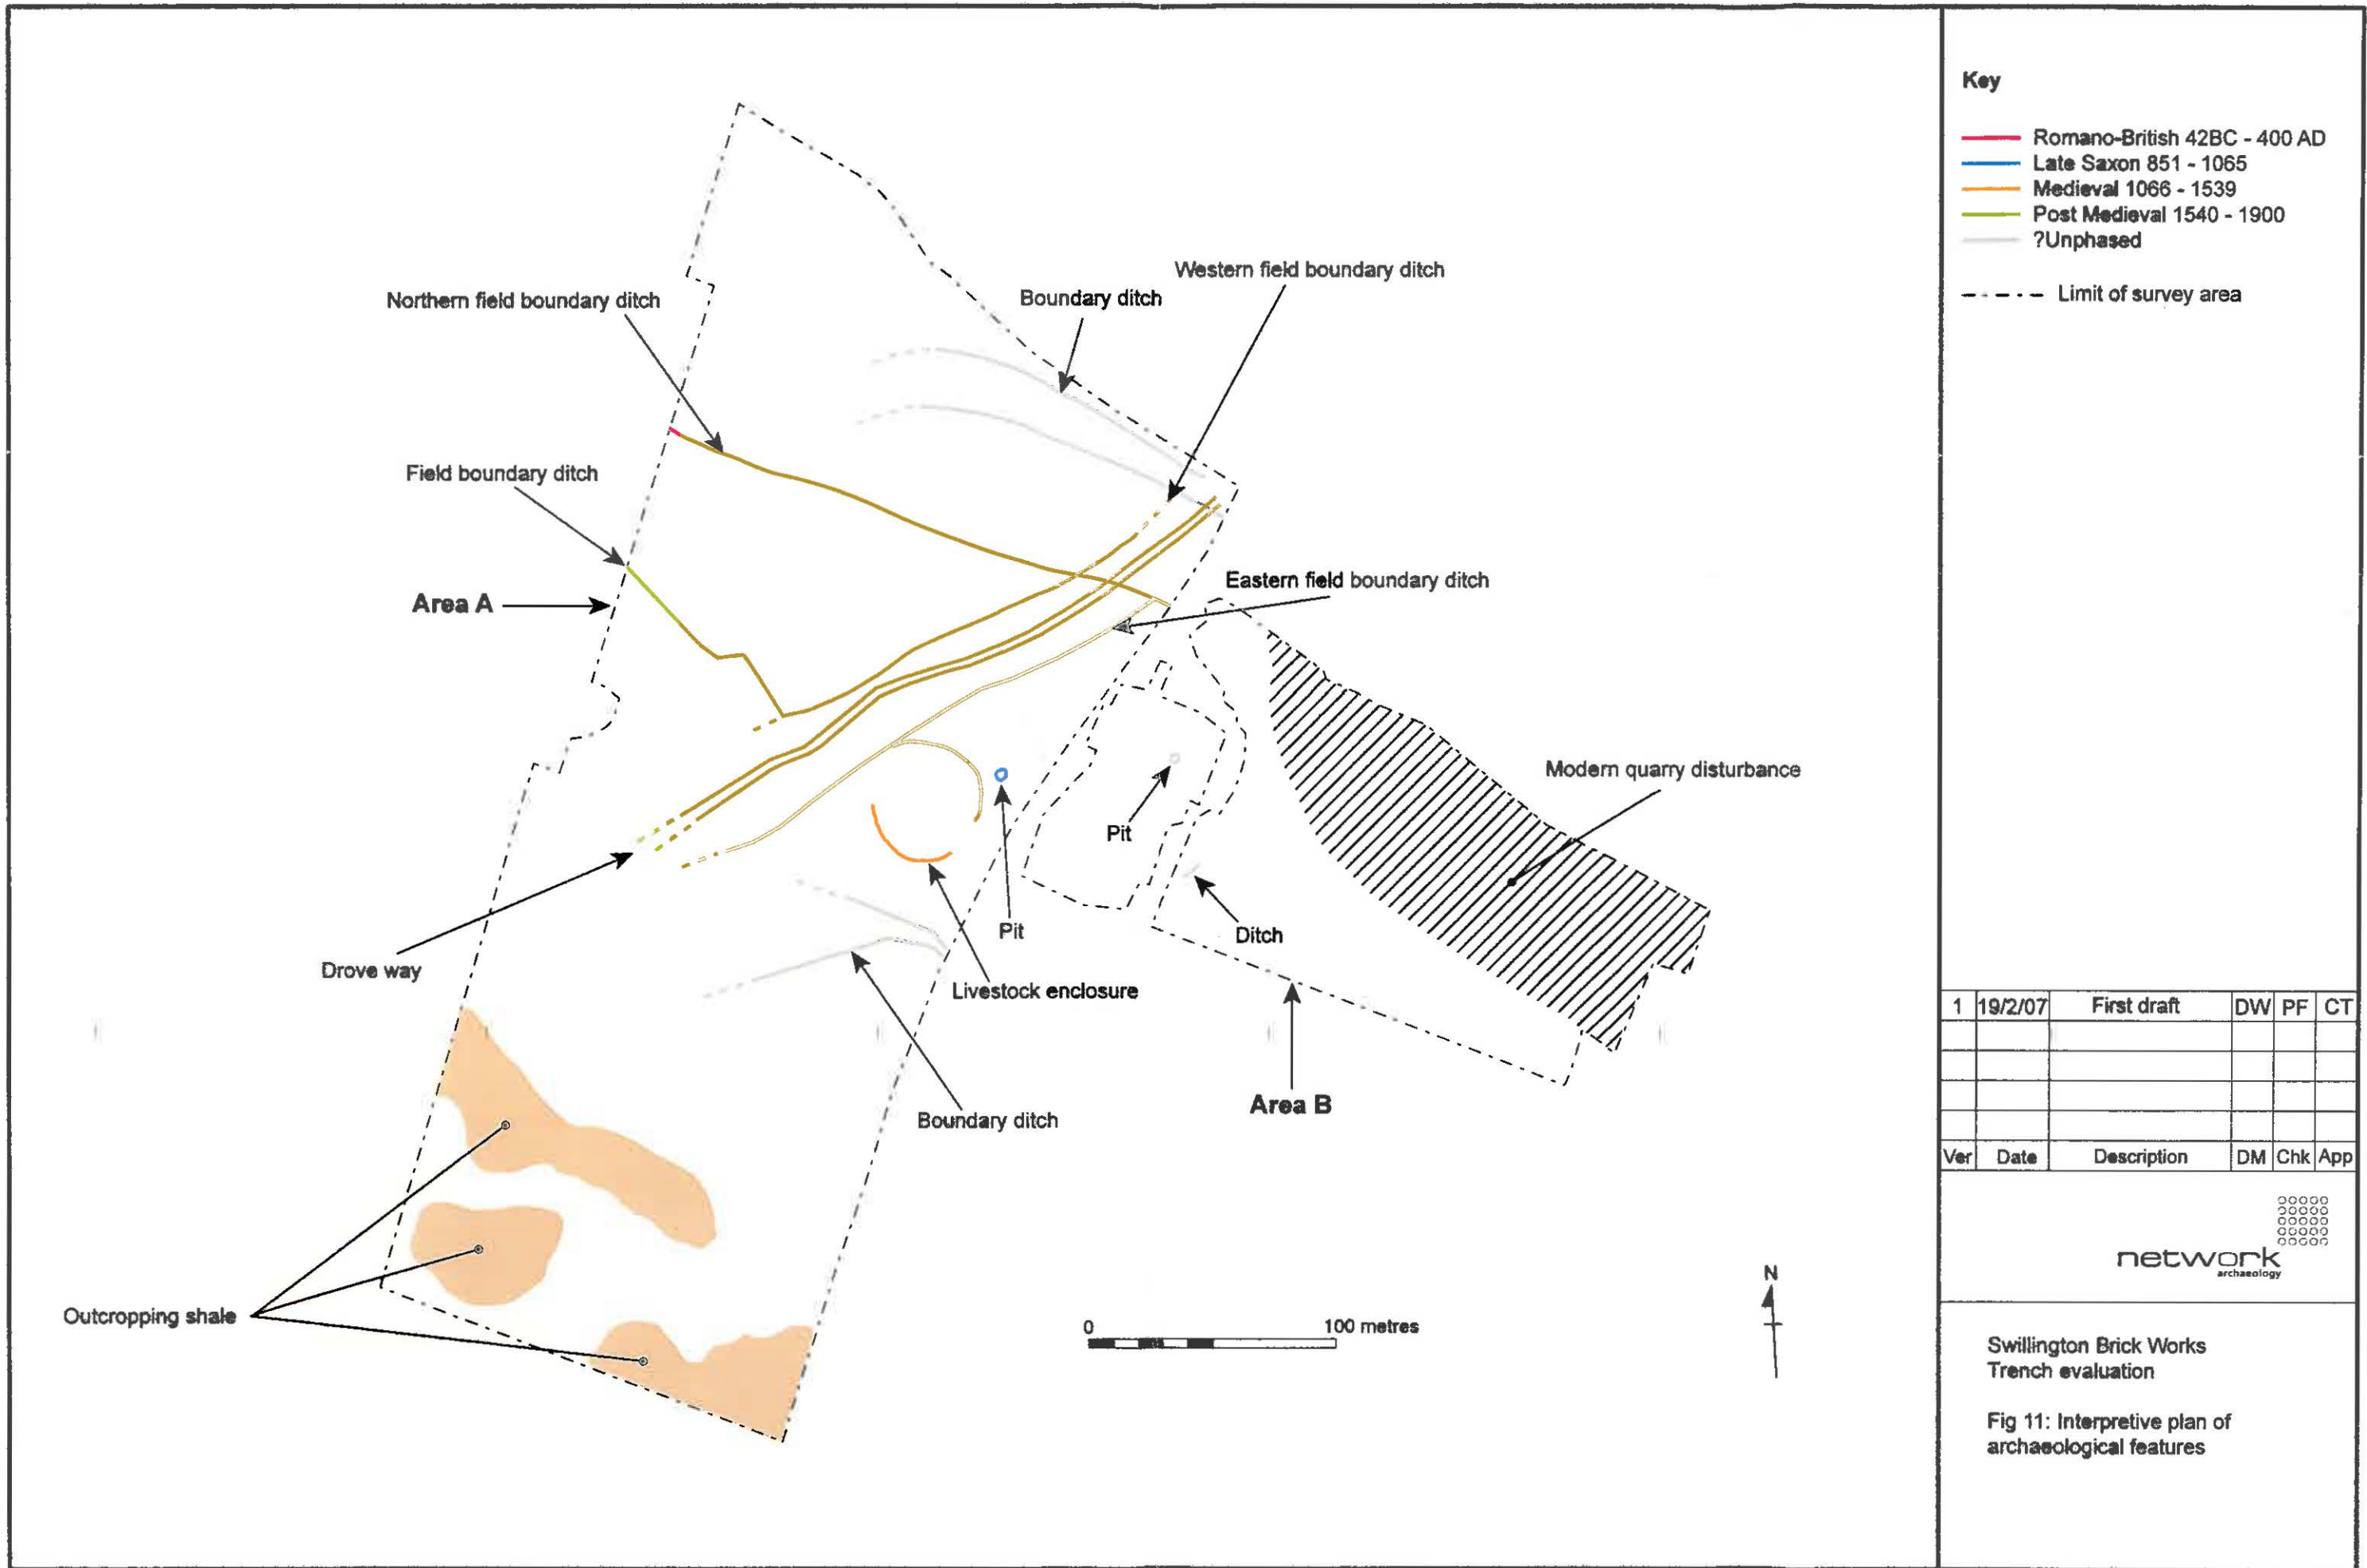 Key
Romano-British 42BC - 400 AD
Late Saxon 851 - 1065
Medieval 1066 - 1539
Post Medieval 1540 - 1900
?Unphased
Limit of survey area
Western field boundary ditch
Northern field boundary ditch
Boundary ditch
Field boundary ditch
Eastern field boundary ditch
Area A
Modern quarry disturbance
Pit
Pit
Ditch
Drove way
Livestock enclosure
Area B
Boundary ditch
Outcropping shale
0 100 metres
N
1 19/2/07 First draft DW PF CT
Ver Date Description DM Chk App
network
archaeology
Swillington Brick Works
Trench evaluation
Fig 11: Interpretive plan of
archaeological features